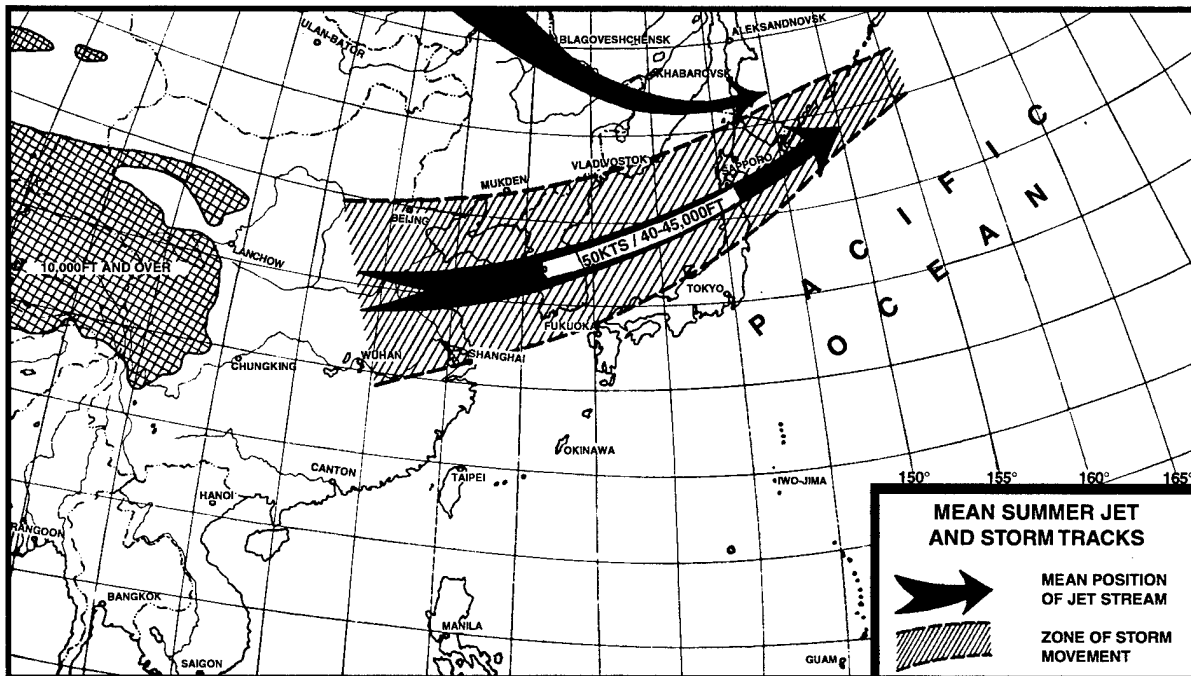 ULAN-BATOR
BLAGOVESHCHENSK
ALEKSANDNOVSK
KHABAROVSK
VLADIVOSTOK
SAPPORO
MUKDEN
BEIJING
LANCHOW
10,000FT AND OVER
50KTS / 40-45,000FT
TOKYO
FUKUOKA
SHANGHAI
WUHAN
CHUNGKING
PACIFIC
OCEAN
OKINAWA
CANTON
TAIPEI
HANOI
IWO-JIMA
150° 155° 160° 165°
RANGOON
BANGKOK
MANILA
SAIGON
GUAM
MEAN SUMMER JET
AND STORM TRACKS
MEAN POSITION
OF JET STREAM
ZONE OF STORM
MOVEMENT